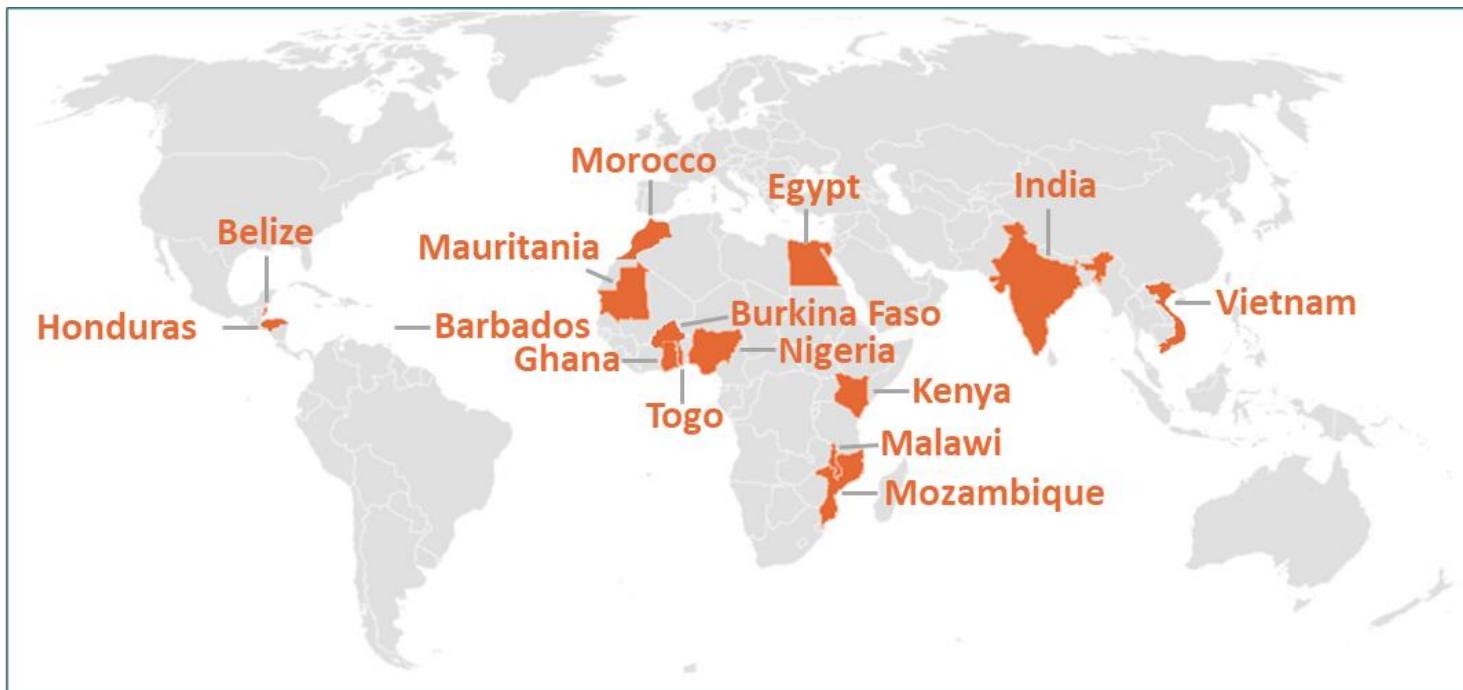 Morocco
Egypt
India
Belize
Mauritania
Vietnam
Honduras
Barbados
Burkina Faso
Ghana
Nigeria
Togo
Kenya
Malawi
Mozambique